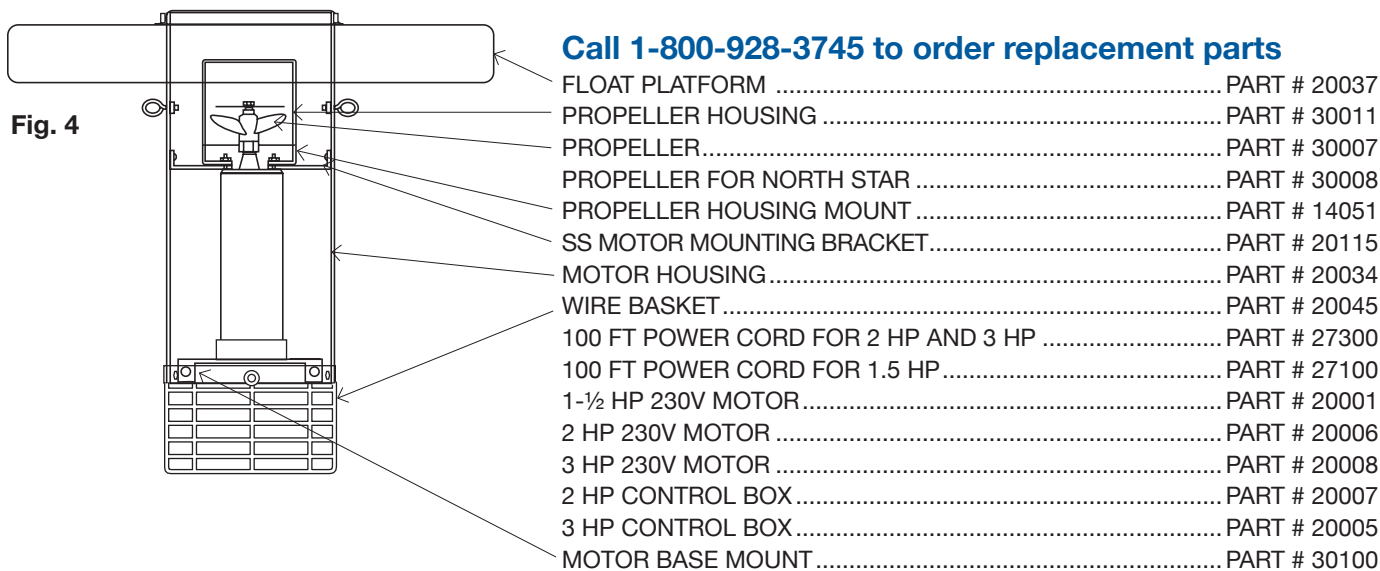 Call 1-800-928-3745 to order replacement parts
Fig. 4
FLOAT PLATFORM ........................................................................ PART # 20037
PROPELLER HOUSING ................................................................ PART # 30011
PROPELLER.................................................................................. PART # 30007
PROPELLER FOR NORTH STAR ................................................. PART # 30008
PROPELLER HOUSING MOUNT ................................................. PART # 14051
SS MOTOR MOUNTING BRACKET............................................... PART # 20115
MOTOR HOUSING......................................................................... PART # 20034
WIRE BASKET................................................................................ PART # 20045
100 FT POWER CORD FOR 2 HP AND 3 HP ............................. PART # 27300
100 FT POWER CORD FOR 1.5 HP............................................. PART # 27100
1-½ HP 230V MOTOR.................................................................... PART # 20001
2 HP 230V MOTOR ........................................................................ PART # 20006
3 HP 230V MOTOR ........................................................................ PART # 20008
2 HP CONTROL BOX..................................................................... PART # 20007
3 HP CONTROL BOX..................................................................... PART # 20005
MOTOR BASE MOUNT.................................................................. PART # 30100